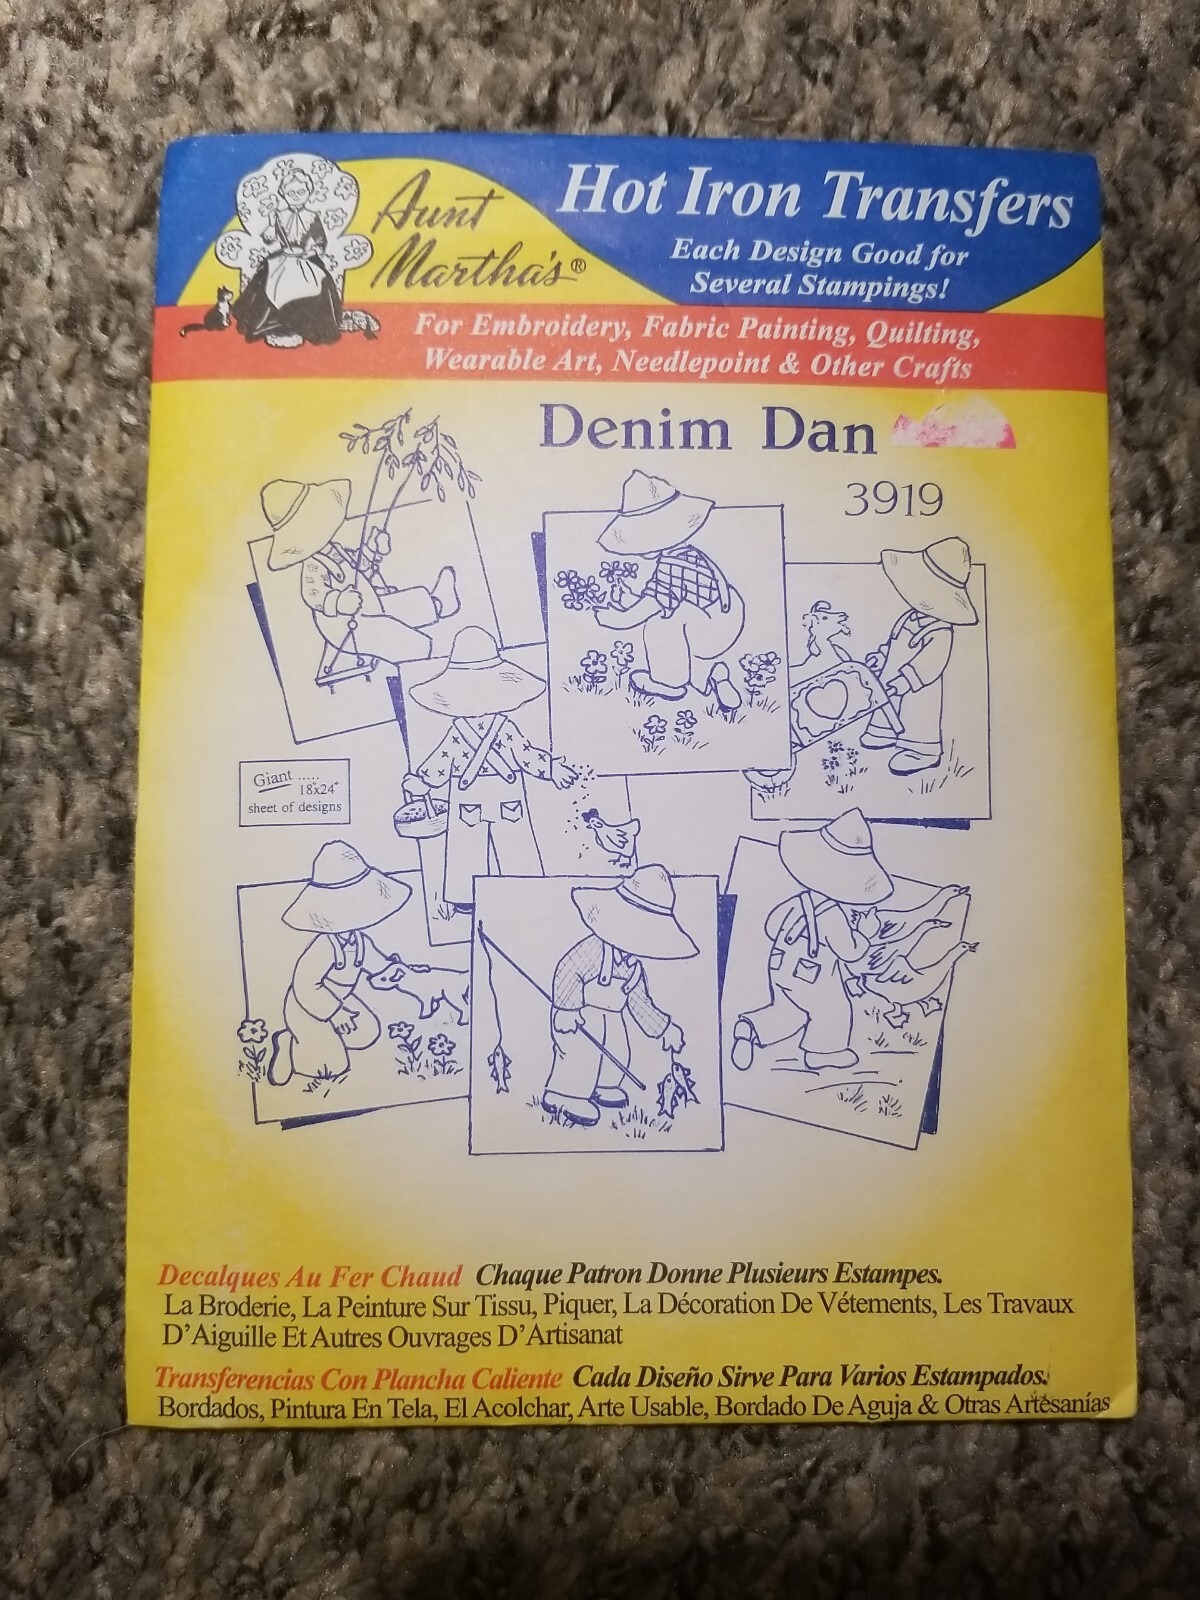 Aunt
Martha's®
Hot Iron Transfers
Each Design Good for
Several Stampings!
For Embroidery, Fabric Painting, Quilting,
Wearable Art, Needlepoint & Other Crafts
Denim Dan
3919
Giant .....
18x24"
sheet of designs
Decalques Au Fer Chaud Chaque Patron Donne Plusieurs Estampes.
La Broderie, La Peinture Sur Tissu, Piquer, La Décoration De Vétements, Les Travaux
D'Aiguille Et Autres Ouvrages D'Artisanat
Transferencias Con Plancha Caliente Cada Diseño Sirve Para Varios Estampados.
Bordados, Pintura En Tela, El Acolchar, Arte Usable, Bordado De Aguja & Otras Artesanías